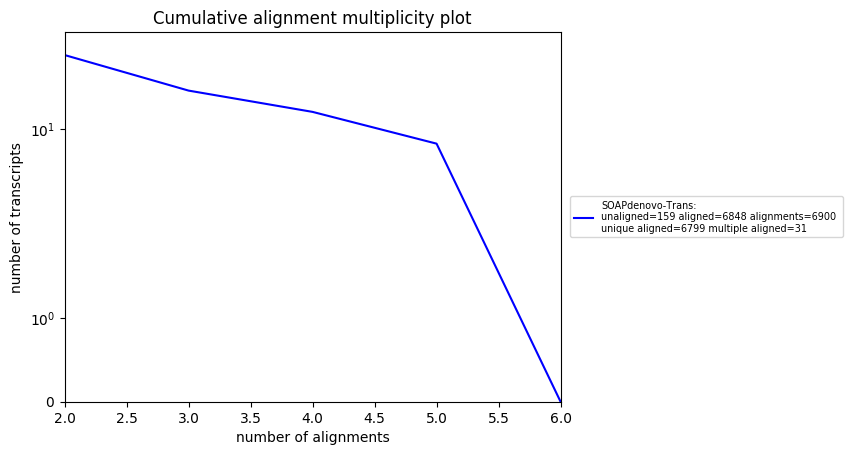 Cumulative alignment multiplicity plot
number of transcripts
10¹
10⁰
0
2.0 2.5 3.0 3.5 4.0 4.5 5.0 5.5 6.0
number of alignments
SOAPdenovo-Trans:
unaligned=159 aligned=6848 alignments=6900
unique aligned=6799 multiple aligned=31